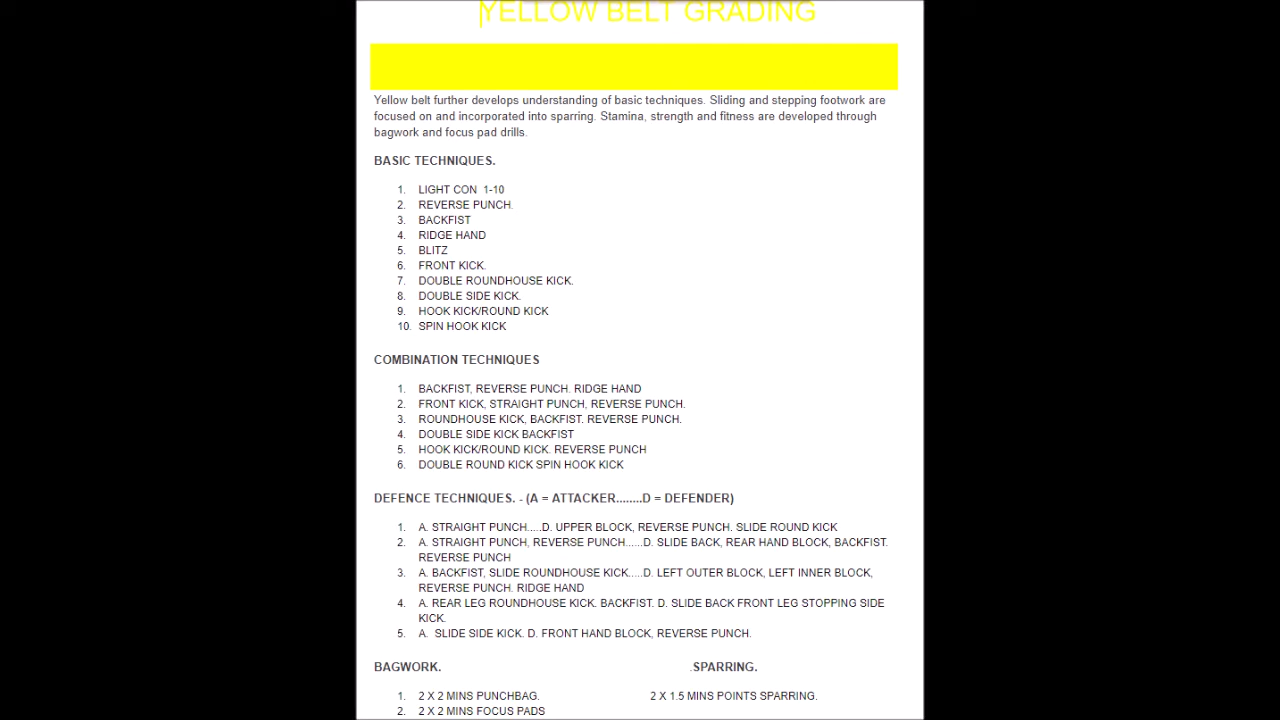 YELLOW BELT GRADING
Yellow belt further develops understanding of basic techniques. Sliding and stepping footwork are
focused on and incorporated into sparring. Stamina, strength and fitness are developed through
bagwork and focus pad drills.
BASIC TECHNIQUES.
1. LIGHT CON 1-10
2. REVERSE PUNCH.
3. BACKFIST
4. RIDGE HAND
5. BLITZ
6. FRONT KICK.
7. DOUBLE ROUNDHOUSE KICK.
8. DOUBLE SIDE KICK.
9. HOOK KICK/ROUND KICK
10. SPIN HOOK KICK
COMBINATION TECHNIQUES
1. BACKFIST, REVERSE PUNCH. RIDGE HAND
2. FRONT KICK, STRAIGHT PUNCH, REVERSE PUNCH.
3. ROUNDHOUSE KICK, BACKFIST. REVERSE PUNCH.
4. DOUBLE SIDE KICK BACKFIST
5. HOOK KICK/ROUND KICK. REVERSE PUNCH
6. DOUBLE ROUND KICK SPIN HOOK KICK
DEFENCE TECHNIQUES. - (A = ATTACKER........D = DEFENDER)
1. A. STRAIGHT PUNCH.....D. UPPER BLOCK, REVERSE PUNCH. SLIDE ROUND KICK
2. A. STRAIGHT PUNCH, REVERSE PUNCH......D. SLIDE BACK, REAR HAND BLOCK, BACKFIST.
REVERSE PUNCH
3. A. BACKFIST, SLIDE ROUNDHOUSE KICK.....D. LEFT OUTER BLOCK, LEFT INNER BLOCK,
REVERSE PUNCH. RIDGE HAND
4. A. REAR LEG ROUNDHOUSE KICK. BACKFIST. D. SLIDE BACK FRONT LEG STOPPING SIDE
KICK.
5. A. SLIDE SIDE KICK. D. FRONT HAND BLOCK, REVERSE PUNCH.
BAGWORK. .SPARRING.
1. 2 X 2 MINS PUNCHBAG. 2 X 1.5 MINS POINTS SPARRING.
2. 2 X 2 MINS FOCUS PADS